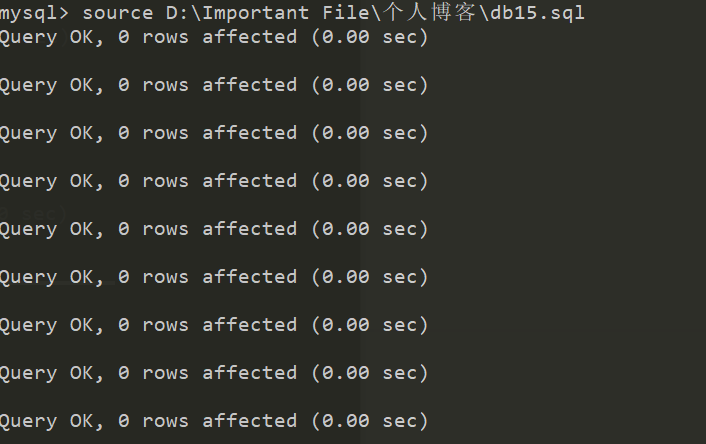 mysql> source D:\Important File\个人博客\db15.sql
Query OK, 0 rows affected (0.00 sec)
Query OK, 0 rows affected (0.00 sec)
Query OK, 0 rows affected (0.00 sec)
Query OK, 0 rows affected (0.00 sec)
Query OK, 0 rows affected (0.00 sec)
Query OK, 0 rows affected (0.00 sec)
Query OK, 0 rows affected (0.00 sec)
Query OK, 0 rows affected (0.00 sec)
Query OK, 0 rows affected (0.00 sec)